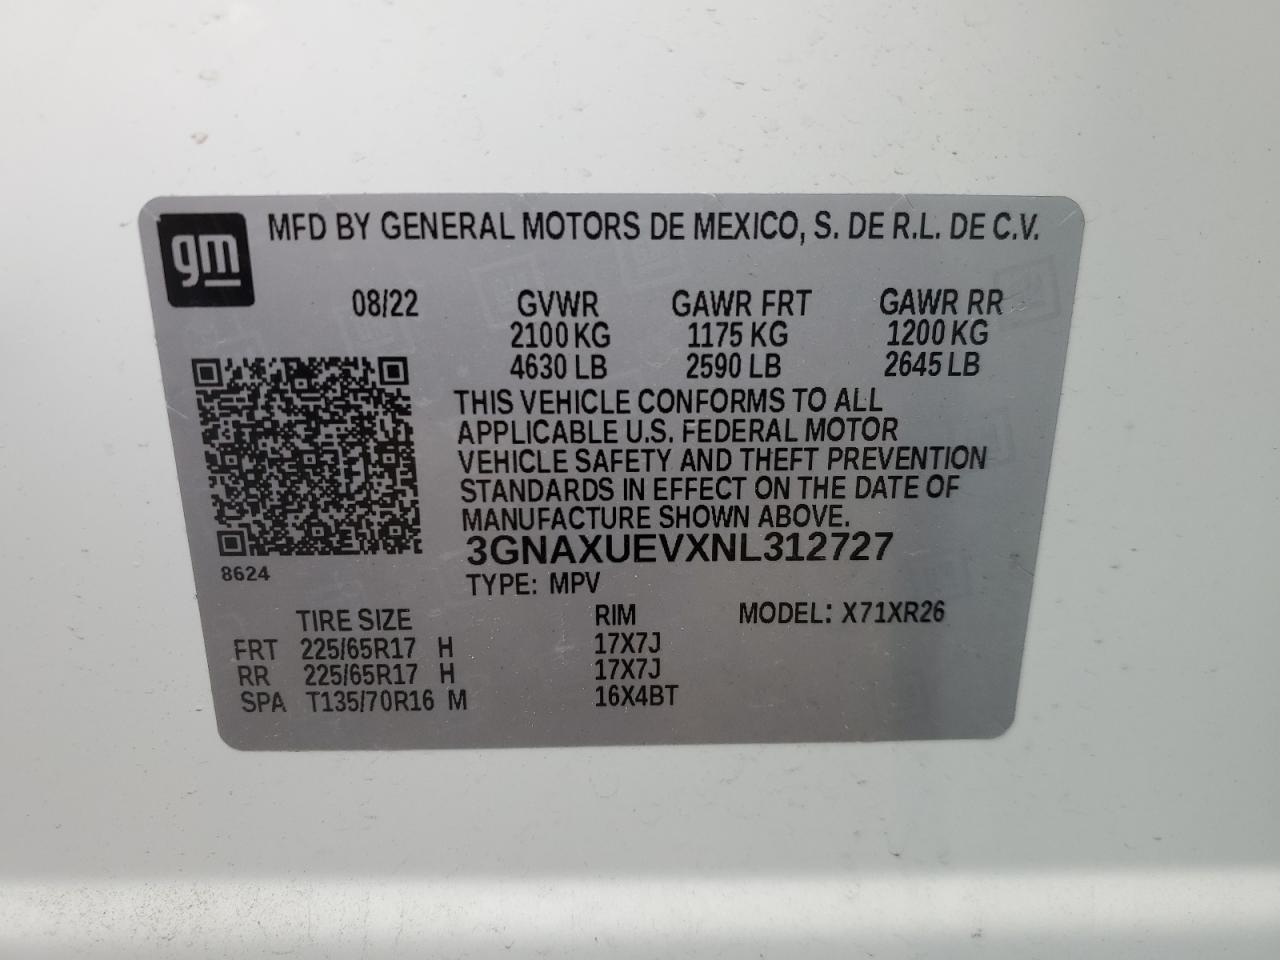 gm MFD BY GENERAL MOTORS DE MEXICO, S. DE R.L. DE C.V.
08/22 GVWR GAWR FRT GAWR RR
2100 KG 1175 KG 1200 KG
4630 LB 2590 LB 2645 LB
THIS VEHICLE CONFORMS TO ALL
APPLICABLE U.S. FEDERAL MOTOR
VEHICLE SAFETY AND THEFT PREVENTION
STANDARDS IN EFFECT ON THE DATE OF
MANUFACTURE SHOWN ABOVE.
3GNAXUEVXNL312727
8624
TYPE: MPV
TIRE SIZE RIM MODEL: X71XR26
FRT 225/65R17 H 17X7J
RR 225/65R17 H 17X7J
SPA T135/70R16 M 16X4BT